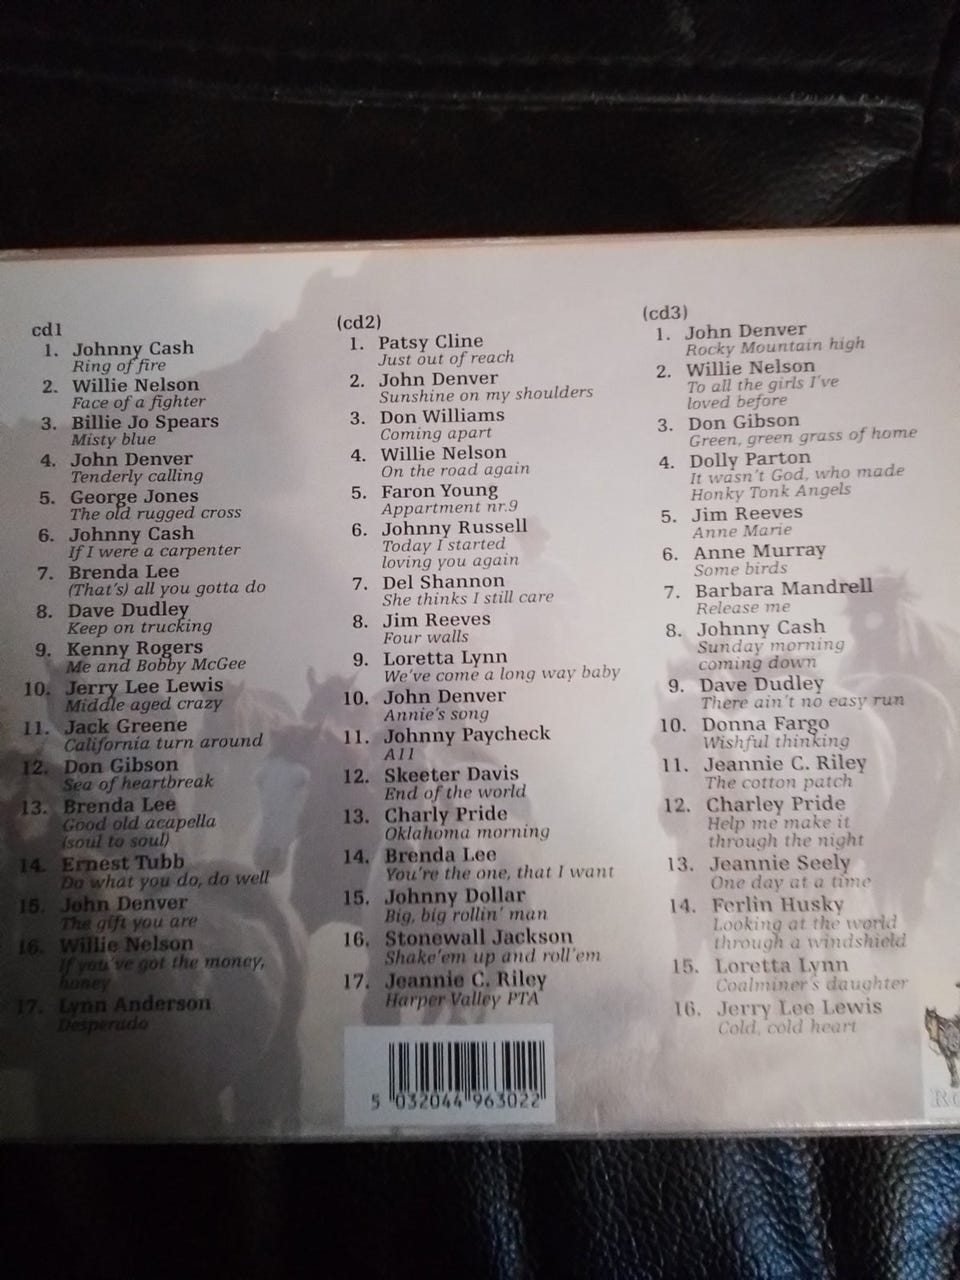 cd1
1. Johnny Cash
Ring of fire
2. Willie Nelson
Face of a fighter
3. Billie Jo Spears
Misty blue
4. John Denver
Tenderly calling
5. George Jones
The old rugged cross
6. Johnny Cash
If I were a carpenter
7. Brenda Lee
(That's) all you gotta do
8. Dave Dudley
Keep on trucking
9. Kenny Rogers
Me and Bobby McGee
10. Jerry Lee Lewis
Middle aged crazy
11. Jack Greene
California turn around
12. Don Gibson
Sea of heartbreak
13. Brenda Lee
Good old acapella
(soul to soul)
14. Ernest Tubb
Do what you do, do well
15. John Denver
The gift you are
16. Willie Nelson
If you've got the money,
honey
17. Lynn Anderson
Desperado
(cd2)
1. Patsy Cline
Just out of reach
2. John Denver
Sunshine on my shoulders
3. Don Williams
Coming apart
4. Willie Nelson
On the road again
5. Faron Young
Appartment nr.9
6. Johnny Russell
Today I started
loving you again
7. Del Shannon
She thinks I still care
8. Jim Reeves
Four walls
9. Loretta Lynn
We've come a long way baby
10. John Denver
Annie's song
11. Johnny Paycheck
A11
12. Skeeter Davis
End of the world
13. Charly Pride
Oklahoma morning
14. Brenda Lee
You're the one, that I want
15. Johnny Dollar
Big, big rollin' man
16. Stonewall Jackson
Shake'em up and roll'em
17. Jeannie C. Riley
Harper Valley PTA
5 032044 963022
(cd3)
1. John Denver
Rocky Mountain high
2. Willie Nelson
To all the girls I've
loved before
3. Don Gibson
Green, green grass of home
4. Dolly Parton
It wasn't God, who made
Honky Tonk Angels
5. Jim Reeves
Anne Marie
6. Anne Murray
Some birds
7. Barbara Mandrell
Release me
8. Johnny Cash
Sunday morning
coming down
9. Dave Dudley
There ain't no easy run
10. Donna Fargo
Wishful thinking
11. Jeannie C. Riley
The cotton patch
12. Charley Pride
Help me make it
through the night
13. Jeannie Seely
One day at a time
14. Ferlin Husky
Looking at the world
through a windshield
15. Loretta Lynn
Coalminer's daughter
16. Jerry Lee Lewis
Cold, cold heart